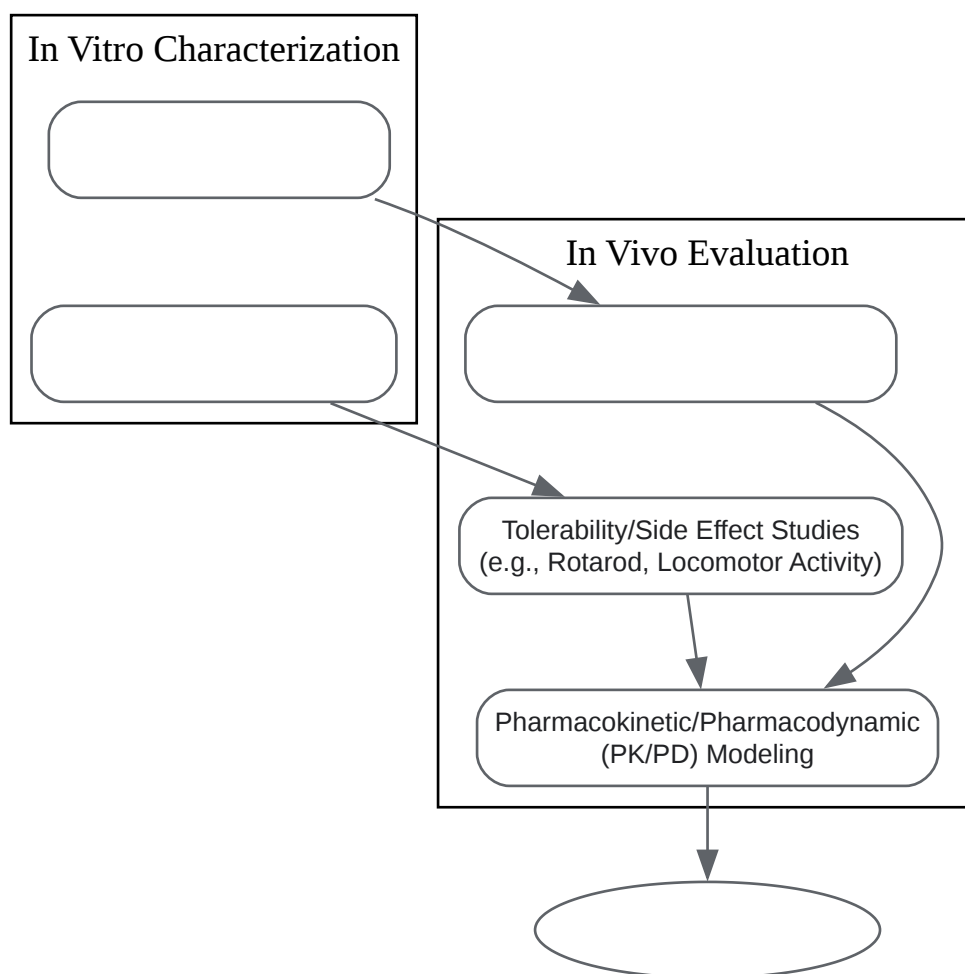 In Vitro Characterization
In Vivo Evaluation
Tolerability/Side Effect Studies
(e.g., Rotarod, Locomotor Activity)
Pharmacokinetic/Pharmacodynamic
(PK/PD) Modeling